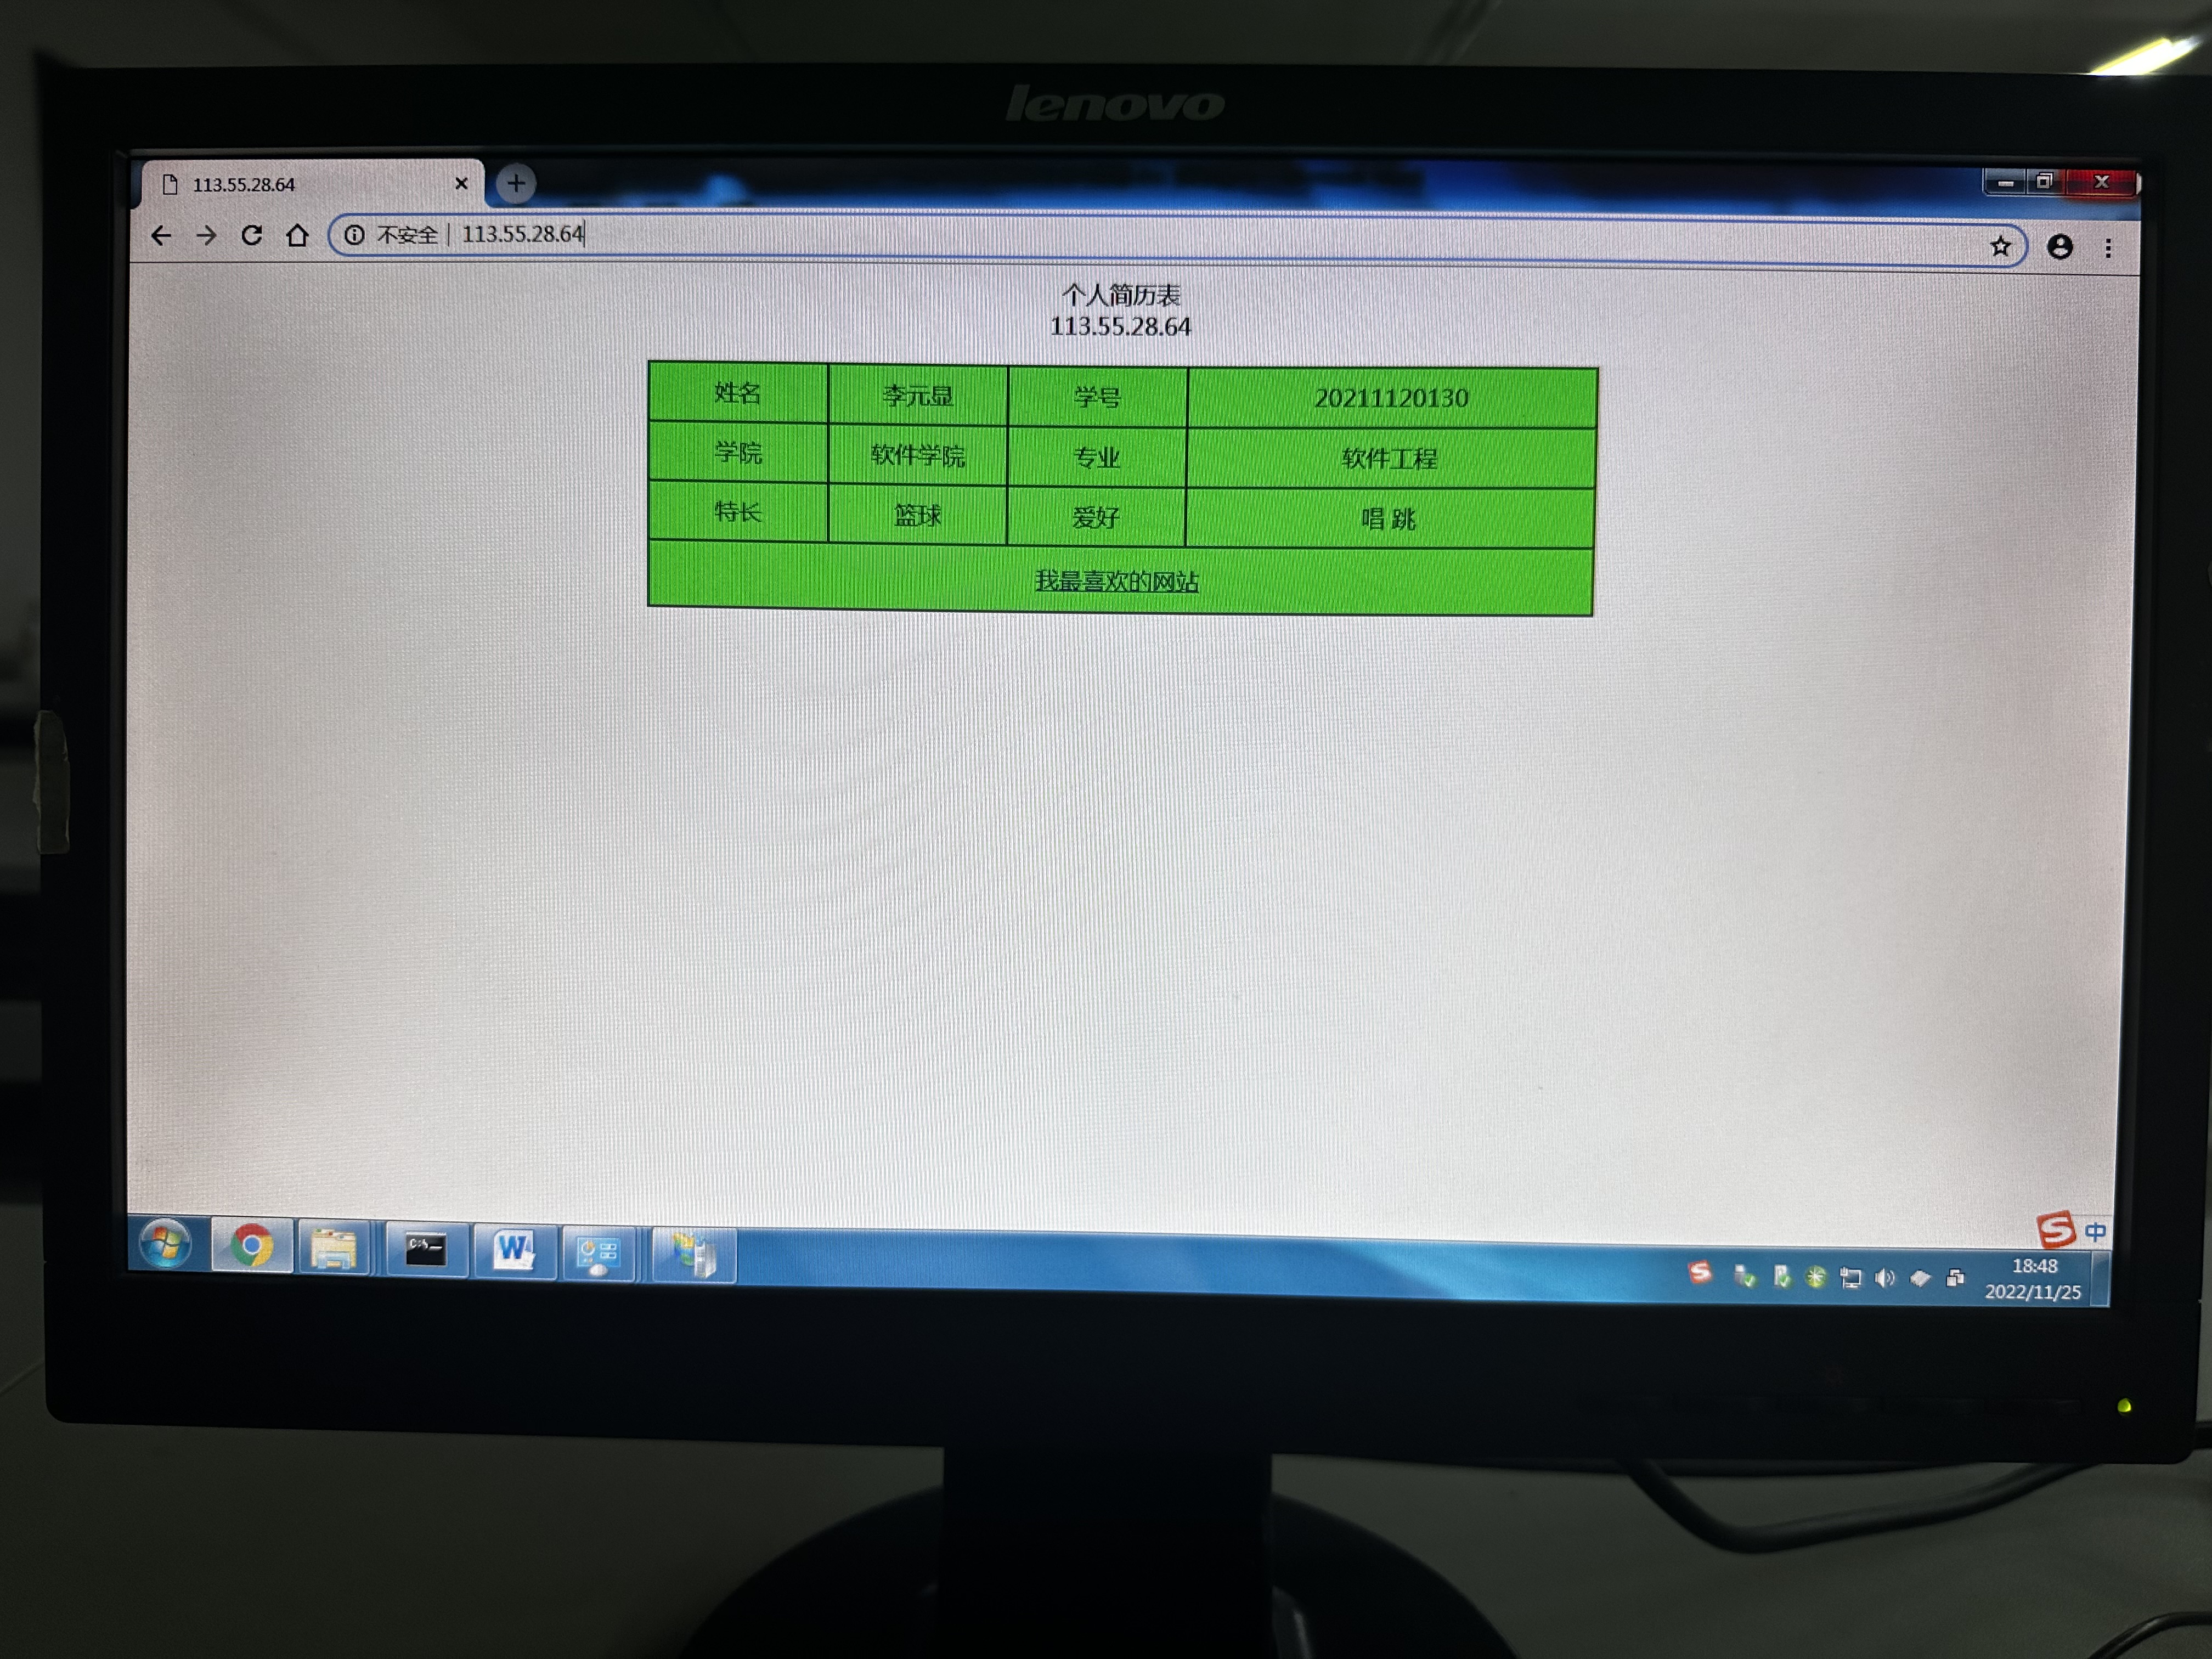 lenovo
113.55.28.64
不安全 | 113.55.28.64
个人简历表
113.55.28.64
姓名 李元显 学号 20211120130
学院 软件学院 专业 软件工程
特长 篮球 爱好 唱 跳
我最喜欢的网站
中
18:48
2022/11/25